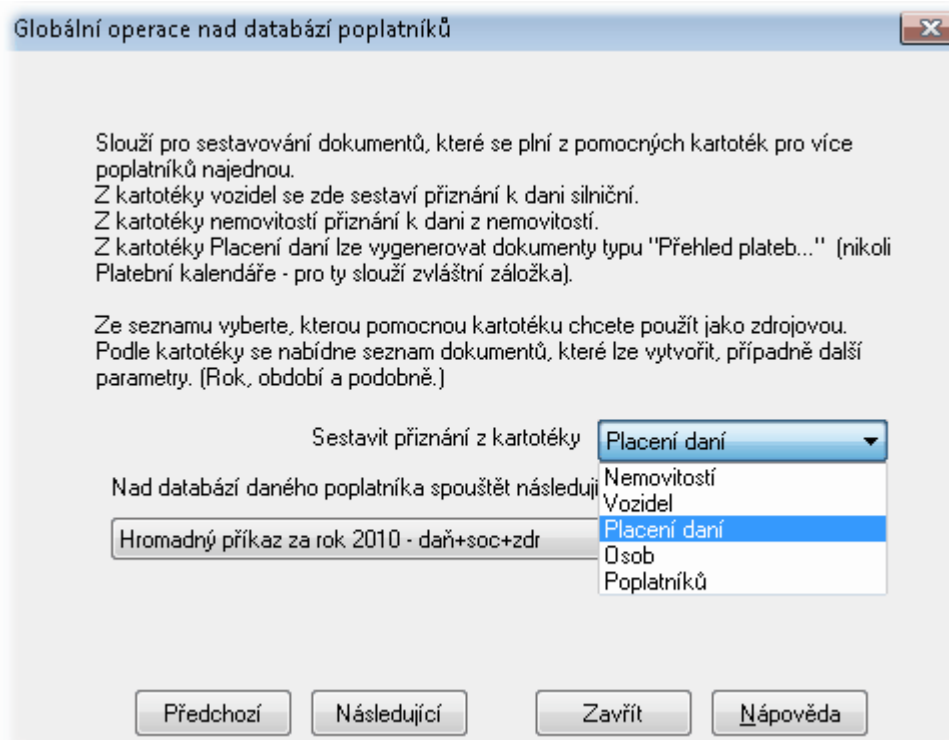 Globální operace nad databází poplatníků
Slouží pro sestavování dokumentů, které se plní z pomocných kartoték pro více
poplatníků najednou.
Z kartotéky vozidel se zde sestaví přiznání k dani silniční.
Z kartotéky nemovitostí přiznání k dani z nemovitostí.
Z kartotéky Placení daní lze vygenerovat dokumenty typu "Přehled plateb..." (nikoli
Platební kalendáře - pro ty slouží zvláštní záložka).
Ze seznamu vyberte, kterou pomocnou kartotéku chcete použít jako zdrojovou.
Podle kartotéky se nabídne seznam dokumentů, které lze vytvořit, případně další
parametry. (Rok, období a podobně.)
Sestavit přiznání z kartotéky Placení daní
Nemovitostí
Nad databází daného poplatníka spouštět následuji
Vozidel
Placení daní
Hromadný příkaz za rok 2010 - daň+soc+zdr
Osob
Poplatníků
Předchozí Následující Zavřít Nápověda